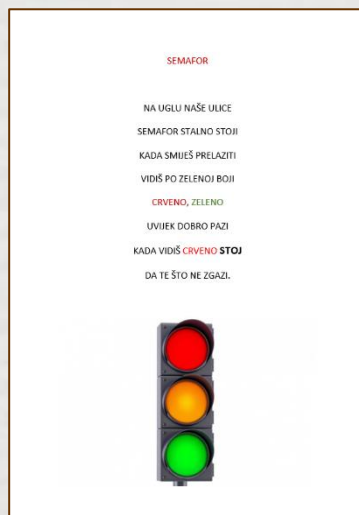 SEMAFOR
NA UGLU NAŠE ULICE
SEMAFOR STALNO STOJI
KADA SMIJEŠ PRELAZITI
VIDIŠ PO ZELENOJ BOJI
CRVENO, ZELENO
UVIJEK DOBRO PAZI
KADA VIDIŠ CRVENO STOJ
DA TE ŠTO NE ZGAZI.